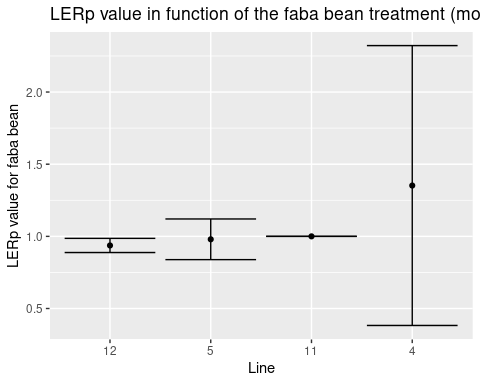 LERp value in function of the faba bean treatment (mo
LERp value for faba bean
2.0
1.5
1.0
0.5
12 5 11 4
Line